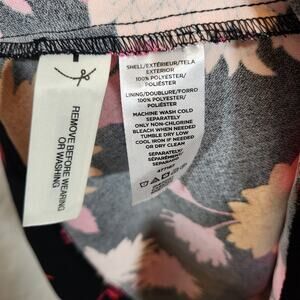 REMOVE BEFORE WEARING
OR WASHING
SHELL/EXTÉRIEUR/TELA
EXTERIOR
100% POLYESTER/
POLIÉSTER
LINING/DOUBLURE/FORRO
100% POLYESTER/
POLIÉSTER
MACHINE WASH COLD
SEPARATELY
ONLY NON-CHLORINE
BLEACH WHEN NEEDED
TUMBLE DRY LOW
COOL IRON IF NEEDED
OR DRY CLEAN
SEPARATELY/
SÉPARÉMENT/
SEPARADO